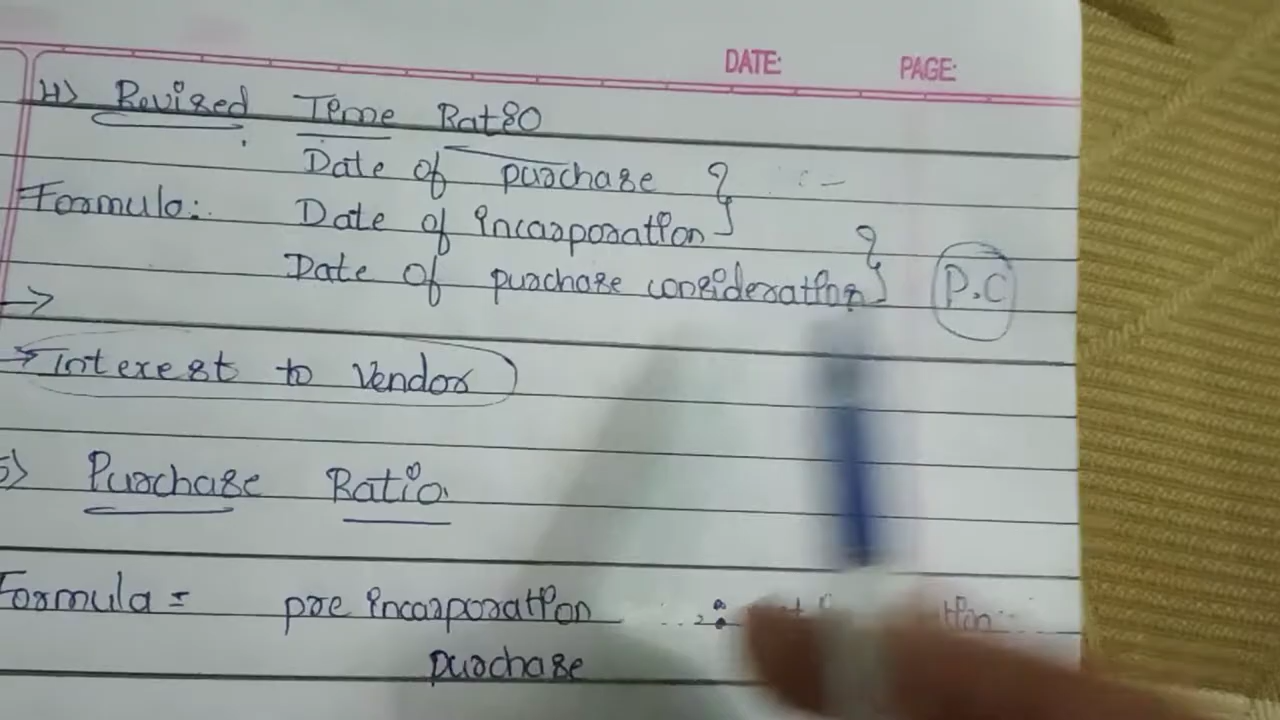 DATE: PAGE:
4) Revised Time Ratio
Date of purchase } :-
Formula: Date of incorporation
Date of purchase consideration } P.C
→
→ Interest to Vendor
5) Purchase Ratio
Formula = pre incorporation :
purchase